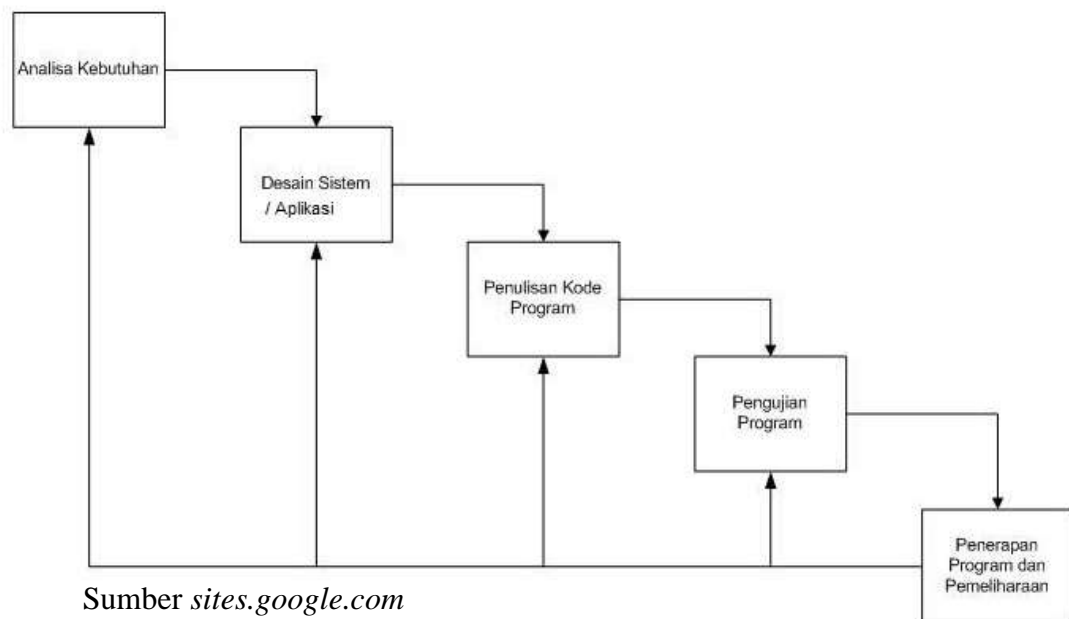 Analisa Kebutuhan
Desain Sistem
/ Aplikasi
Penulisan Kode
Program
Pengujian
Program
Penerapan
Program dan
Pemeliharaan
Sumber sites.google.com